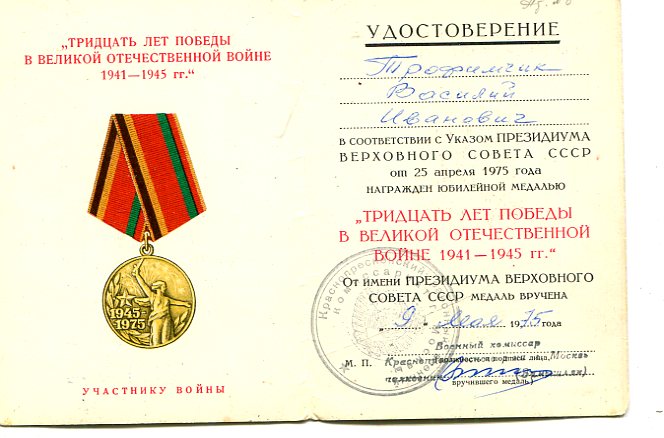 „ТРИДЦАТЬ ЛЕТ ПОБЕДЫ
В ВЕЛИКОЙ ОТЕЧЕСТВЕННОЙ ВОЙНЕ
1941—1945 гг.“
1945-
1975
УЧАСТНИКУ ВОЙНЫ
УДОСТОВЕРЕНИЕ
Трофимчик
Василий
Иванович
В СООТВЕТСТВИИ С УКАЗОМ ПРЕЗИДИУМА
ВЕРХОВНОГО СОВЕТА СССР
от 25 апреля 1975 года
НАГРАЖДЕН ЮБИЛЕЙНОЙ МЕДАЛЬЮ
„ТРИДЦАТЬ ЛЕТ ПОБЕДЫ
В ВЕЛИКОЙ ОТЕЧЕСТВЕННОЙ
ВОЙНЕ 1941—1945 гг.“
ОТ ИМЕНИ ПРЕЗИДИУМА ВЕРХОВНОГО
СОВЕТА СССР МЕДАЛЬ ВРУЧЕНА
„9“ Мая 1975 года
Военный комиссар
М. П.
полковник
вручившего медаль)